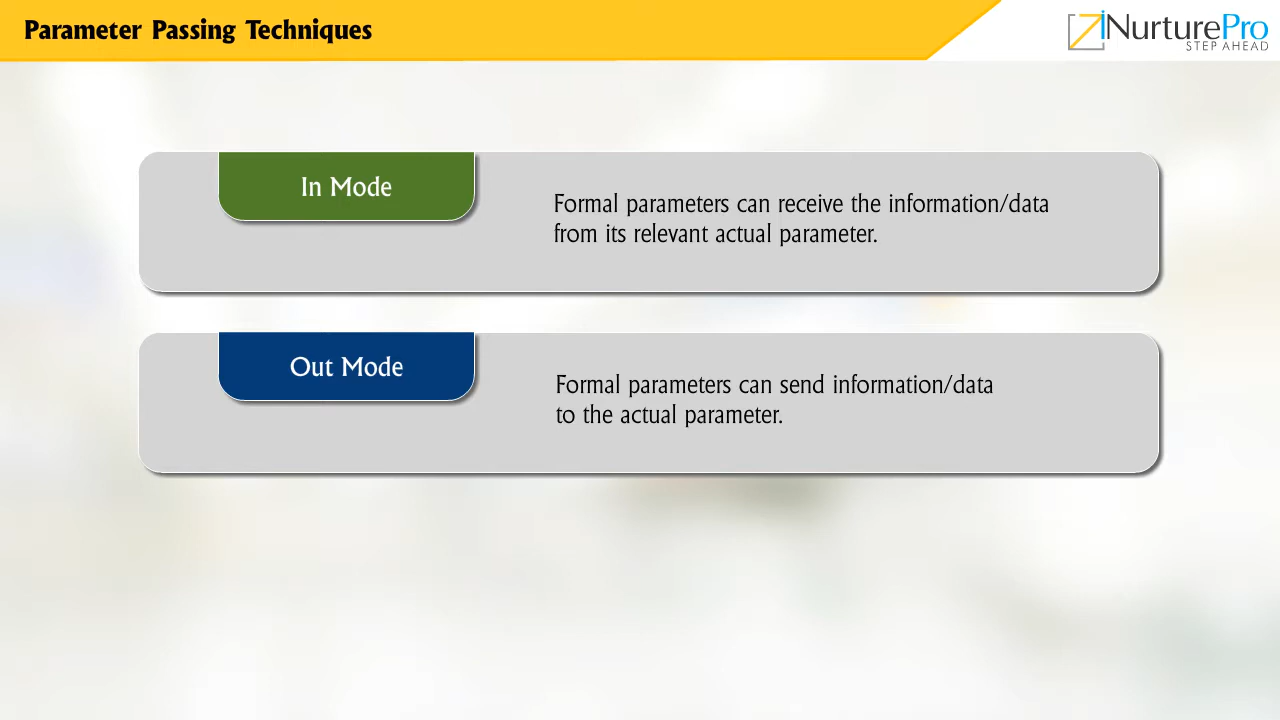 Parameter Passing Techniques
iNurturePro
STEP AHEAD
In Mode
Formal parameters can receive the information/data
from its relevant actual parameter.
Out Mode
Formal parameters can send information/data
to the actual parameter.